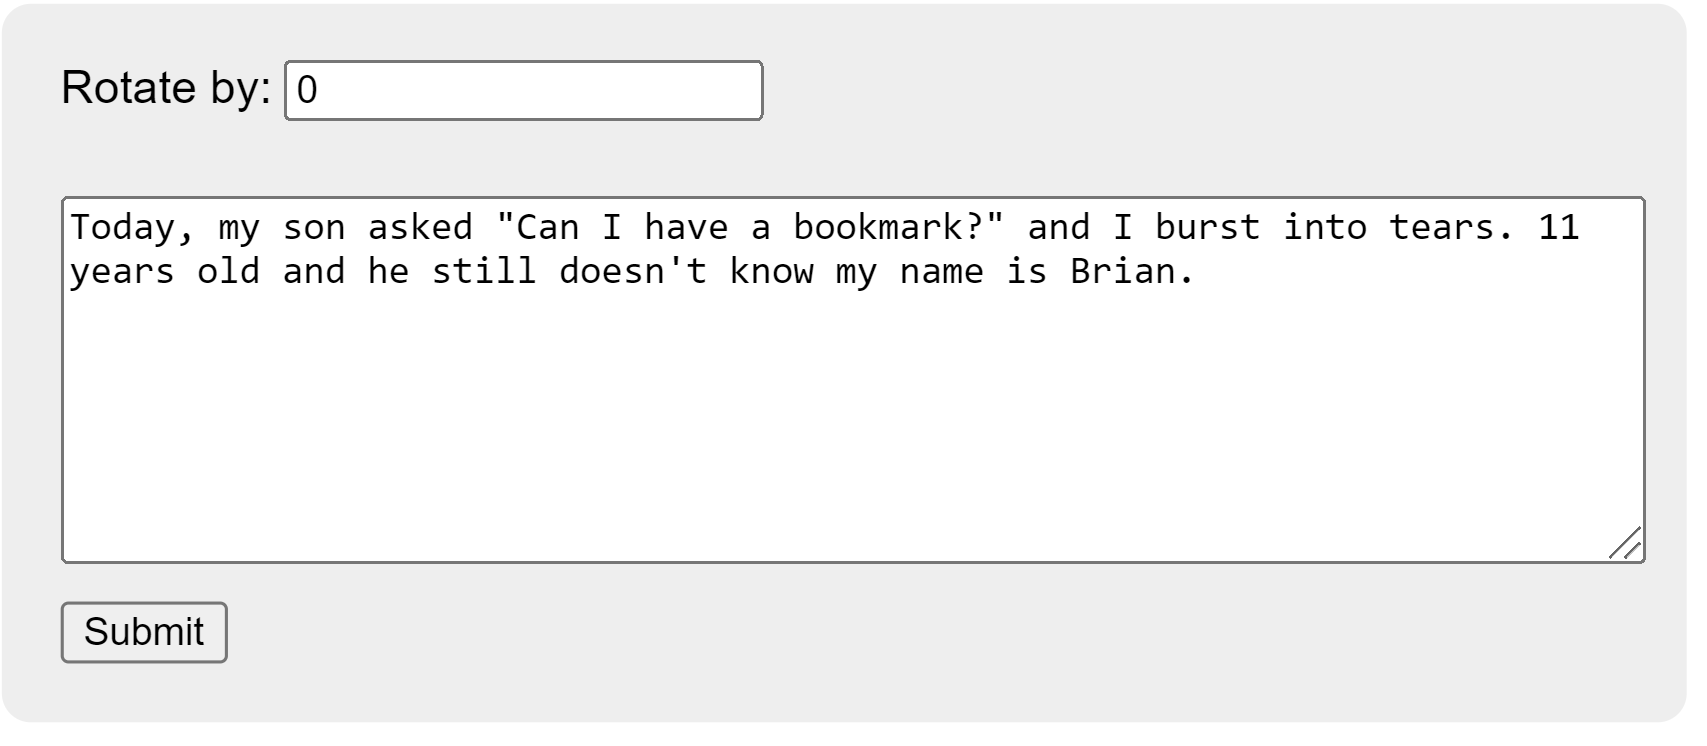 Rotate by: 0
Today, my son asked "Can I have a bookmark?" and I burst into tears. 11
years old and he still doesn't know my name is Brian.
Submit